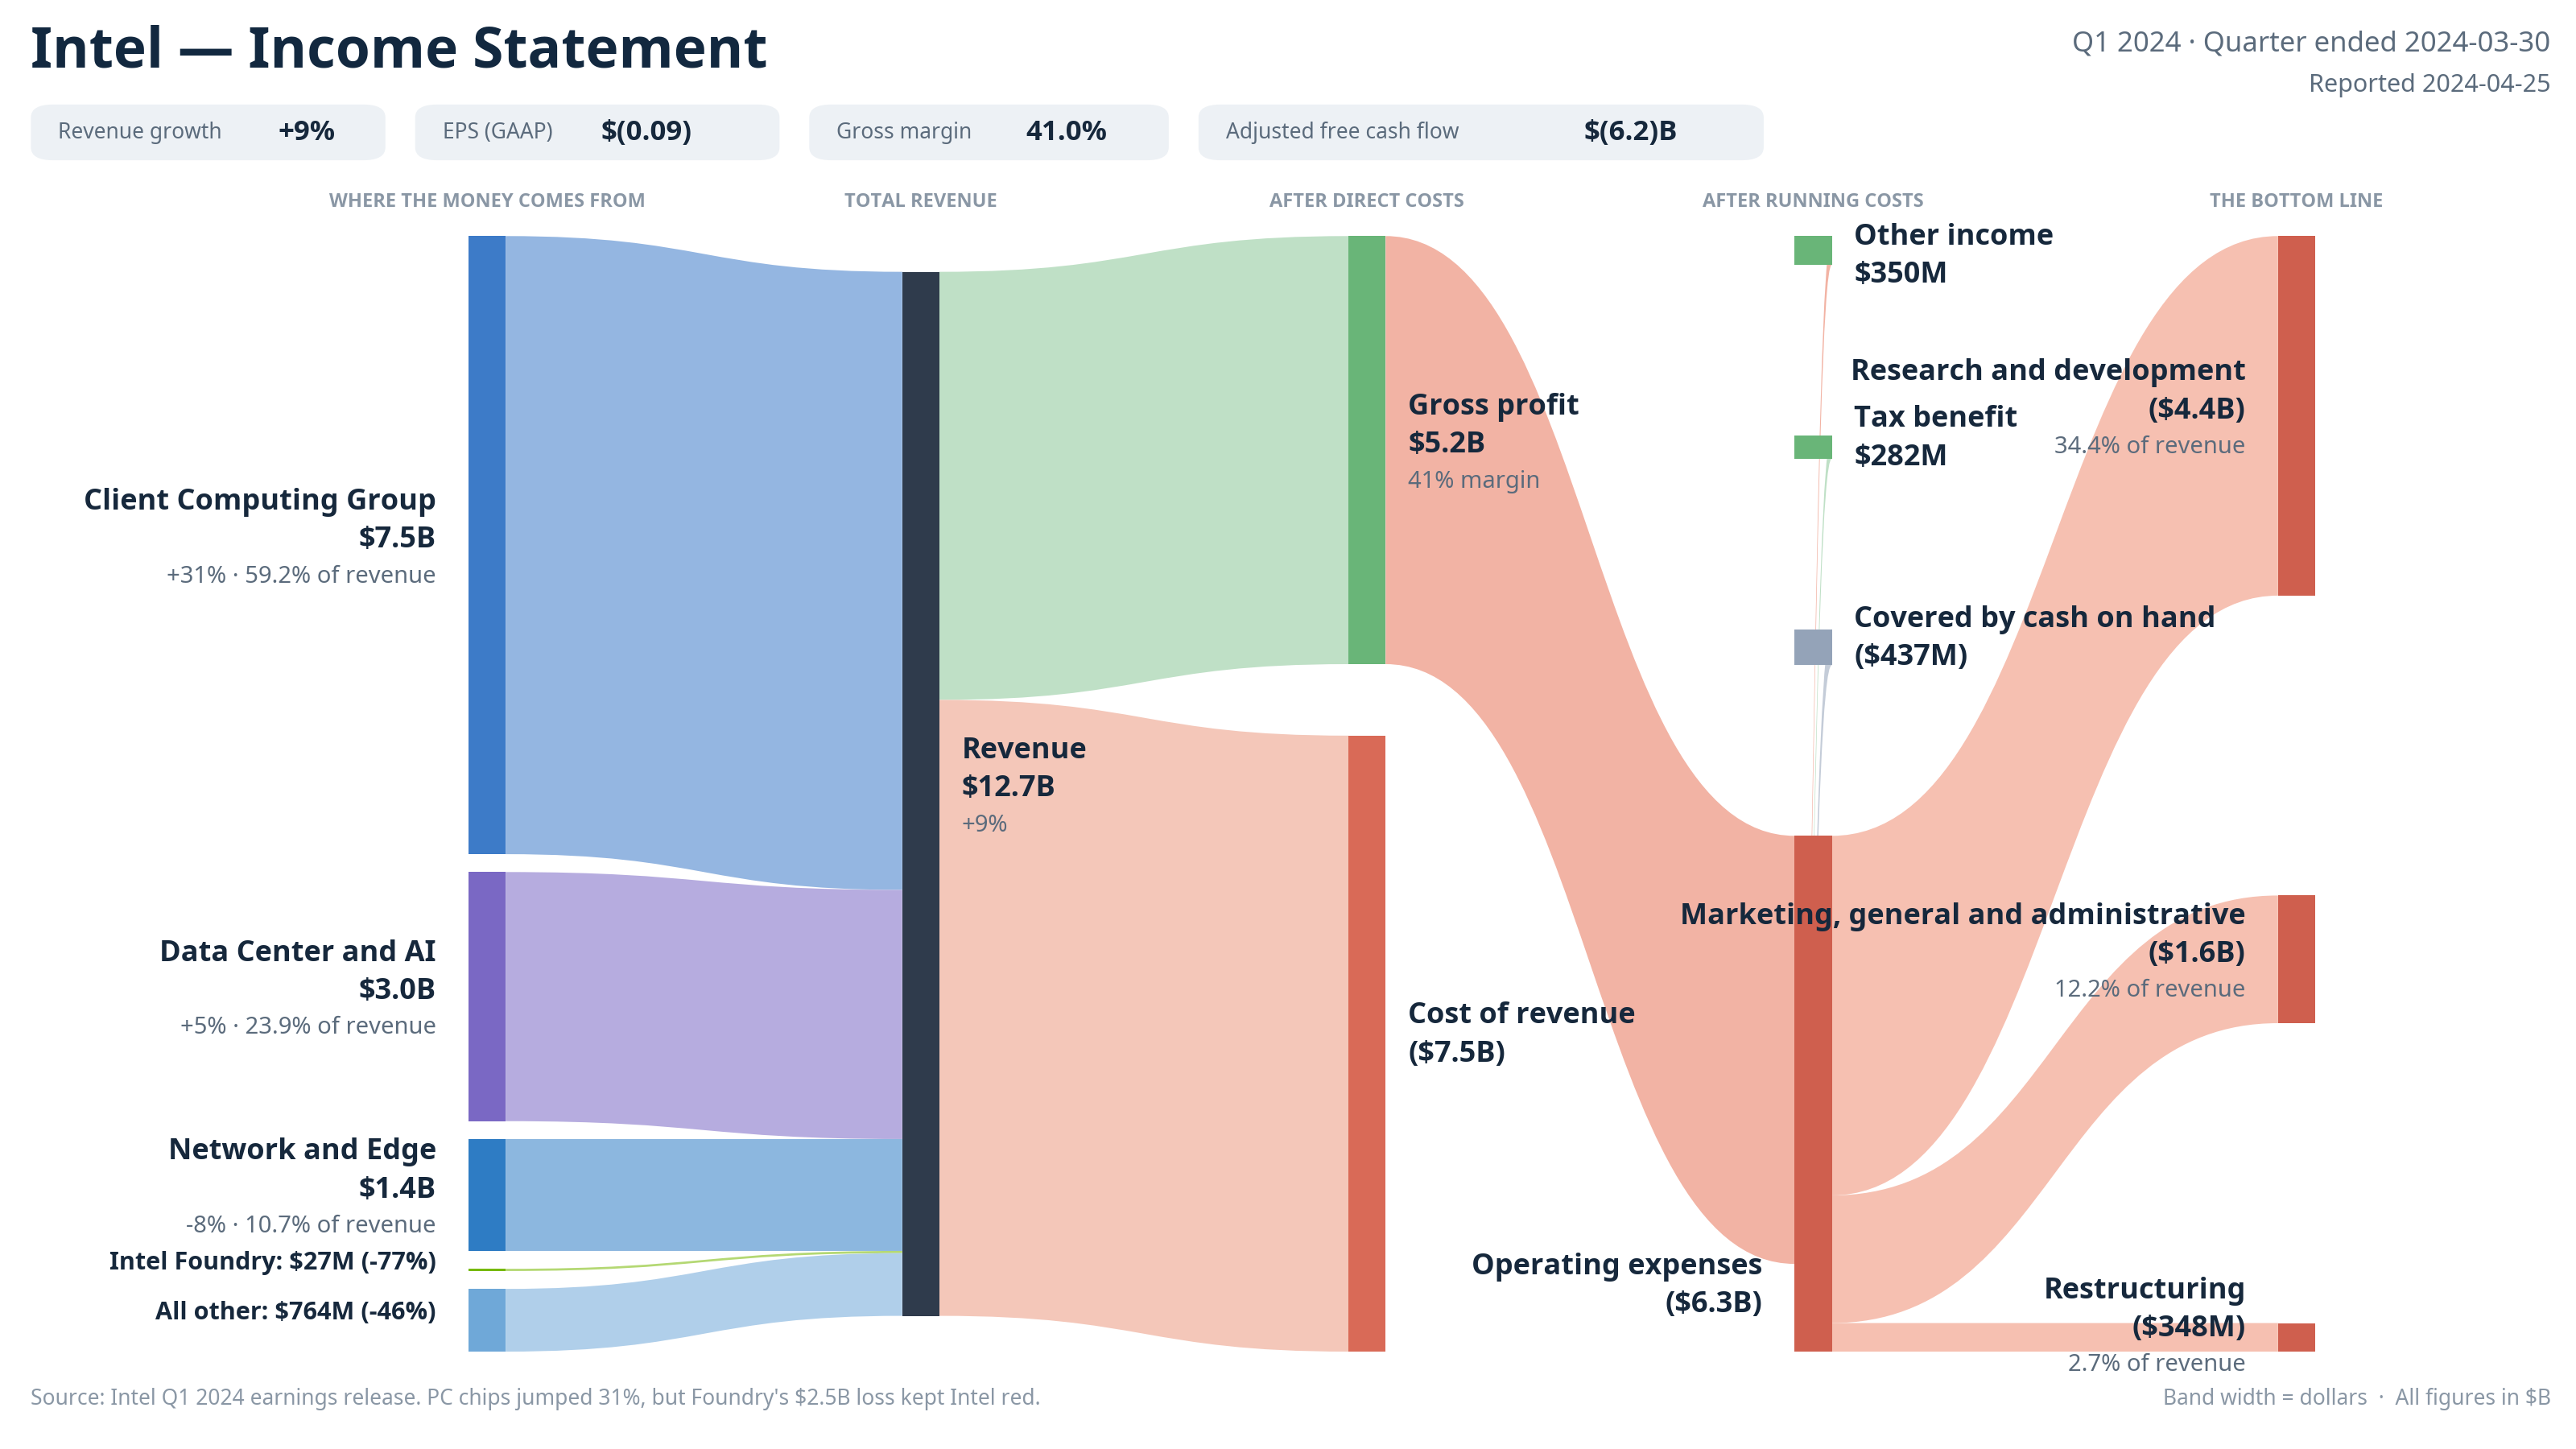 Intel — Income Statement
Q1 2024 · Quarter ended 2024-03-30
Reported 2024-04-25
Revenue growth +9%
EPS (GAAP) $(0.09)
Gross margin 41.0%
Adjusted free cash flow $(6.2)B
WHERE THE MONEY COMES FROM
TOTAL REVENUE
AFTER DIRECT COSTS
AFTER RUNNING COSTS
THE BOTTOM LINE
Client Computing Group
$7.5B
+31% · 59.2% of revenue
Data Center and AI
$3.0B
+5% · 23.9% of revenue
Network and Edge
$1.4B
-8% · 10.7% of revenue
Intel Foundry: $27M (-77%)
All other: $764M (-46%)
Revenue
$12.7B
+9%
Gross profit
$5.2B
41% margin
Cost of revenue
($7.5B)
Other income
$350M
Tax benefit
$282M
Covered by cash on hand
($437M)
Operating expenses
($6.3B)
Research and development
($4.4B)
34.4% of revenue
Marketing, general and administrative
($1.6B)
12.2% of revenue
Restructuring
($348M)
2.7% of revenue
Source: Intel Q1 2024 earnings release. PC chips jumped 31%, but Foundry's $2.5B loss kept Intel red.
Band width = dollars · All figures in $B